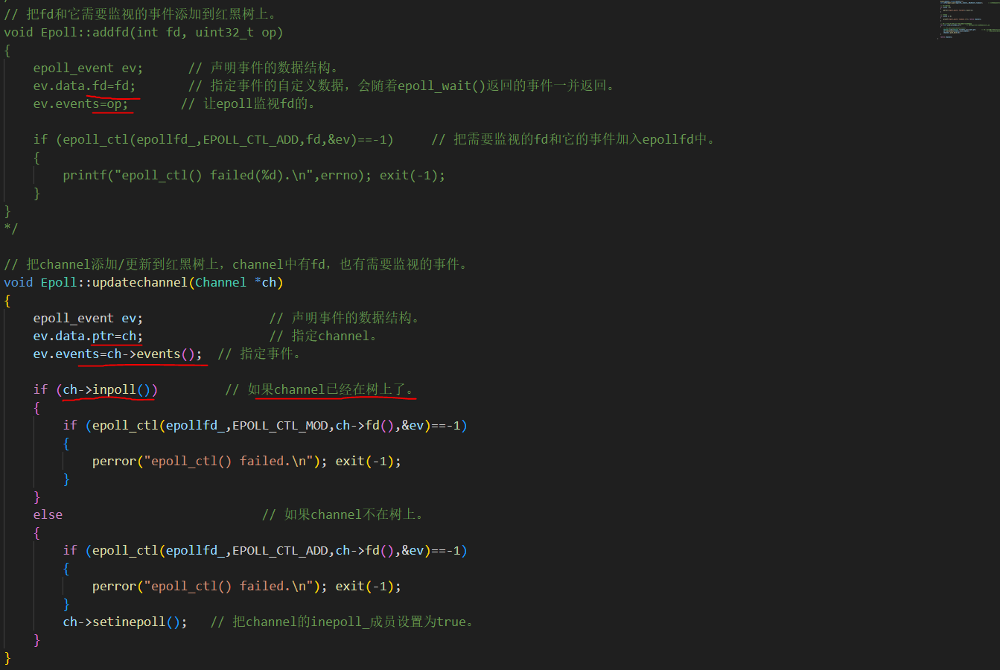 // 把fd和它需要监视的事件添加到红黑树上。
void Epoll::addfd(int fd, uint32_t op)
{
    epoll_event ev;      // 声明事件的数据结构。
    ev.data.fd=fd;       // 指定事件的自定义数据，会随着epoll_wait()返回的事件一并返回。
    ev.events=op;       // 让epoll监视fd的。
    if (epoll_ctl(epollfd_,EPOLL_CTL_ADD,fd,&ev)==-1)     // 把需要监视的fd和它的事件加入epollfd中。
    {
        printf("epoll_ctl() failed(%d).\n",errno); exit(-1);
    }
}
*/
// 把channel添加/更新到红黑树上，channel中有fd，也有需要监视的事件。
void Epoll::updatechannel(Channel *ch)
{
    epoll_event ev;                 // 声明事件的数据结构。
    ev.data.ptr=ch;                 // 指定channel。
    ev.events=ch->events();  // 指定事件。
    if (ch->inpoll())         // 如果channel已经在树上了。
    {
        if (epoll_ctl(epollfd_,EPOLL_CTL_MOD,ch->fd(),&ev)==-1)
        {
            perror("epoll_ctl() failed.\n"); exit(-1);
        }
    }
    else                           // 如果channel不在树上。
    {
        if (epoll_ctl(epollfd_,EPOLL_CTL_ADD,ch->fd(),&ev)==-1)
        {
            perror("epoll_ctl() failed.\n"); exit(-1);
        }
        ch->setinepoll();   // 把channel的inepoll_成员设置为true。
    }
}